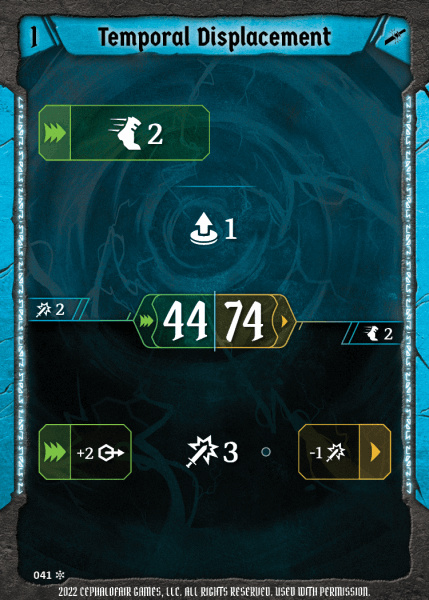 1 Temporal Displacement
2
1
2
44 74
2
+2 3 -1
041
2022 CEPHALOFAIR GAMES, LLC. ALL RIGHTS RESERVED. USED WITH PERMISSION.